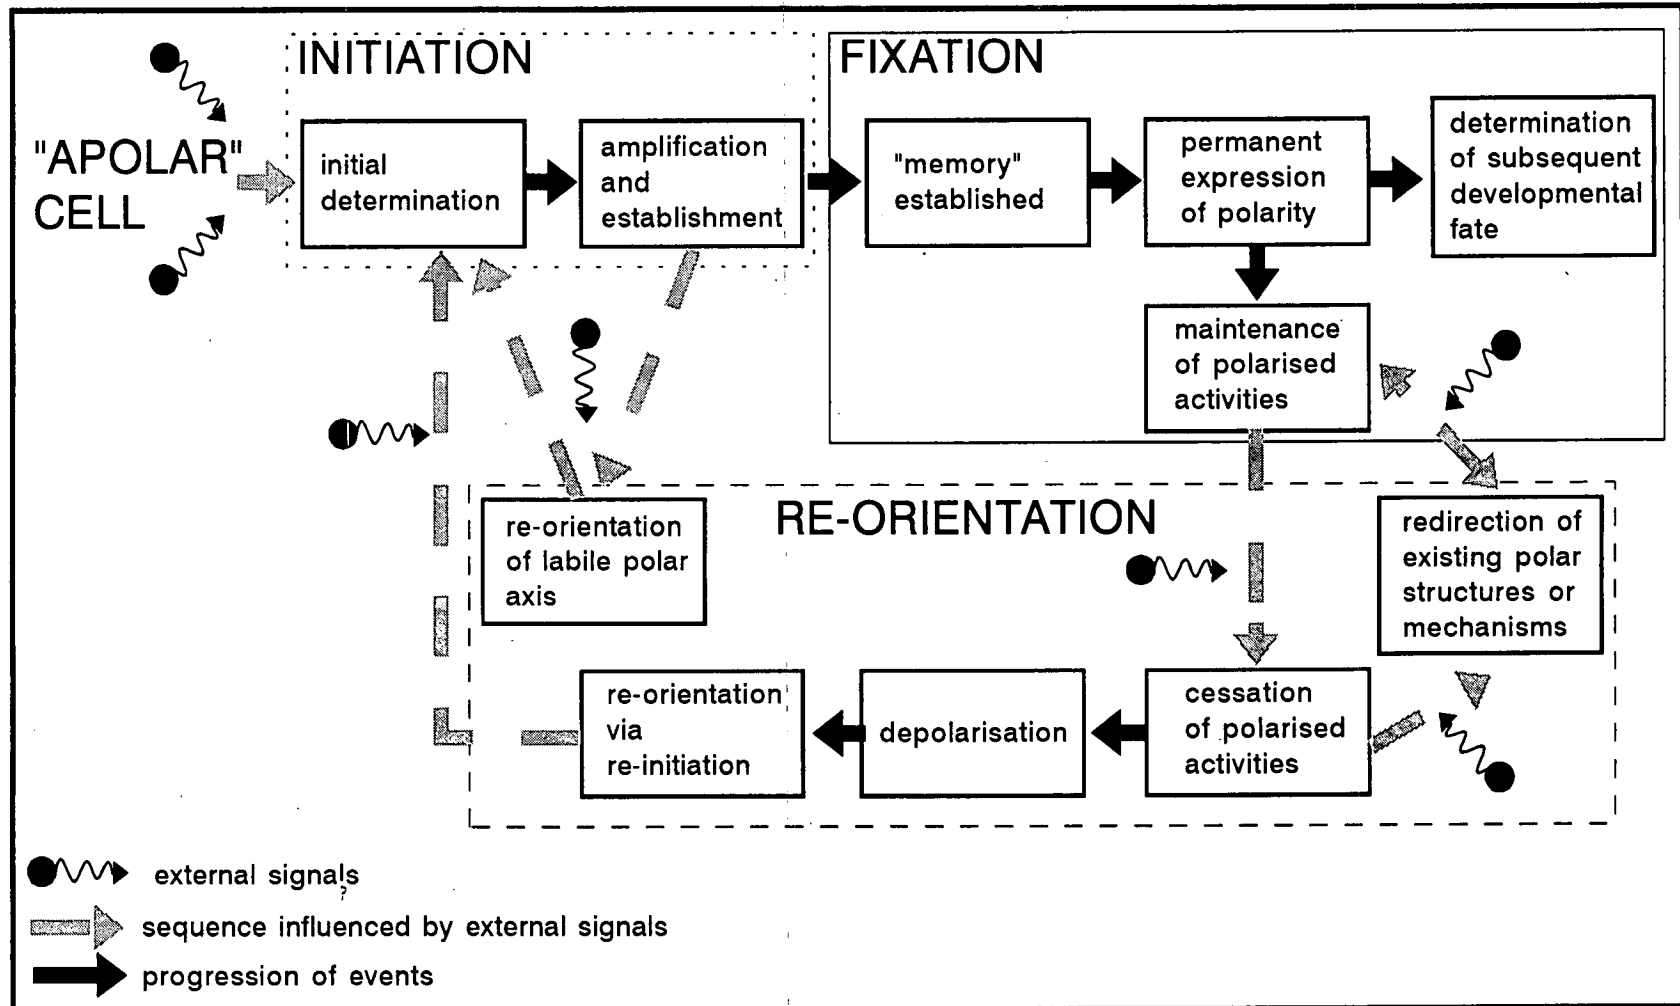 INITIATION
FIXATION
"APOLAR"
CELL
initial
determination
amplification
and
establishment
"memory"
established
permanent
expression
of polarity
determination
of subsequent
developmental
fate
maintenance
of polarised
activities
RE-ORIENTATION
re-orientation
of labile polar
axis
redirection of
existing polar
structures or
mechanisms
re-orientation
via
re-initiation
depolarisation
cessation
of polarised
activities
external signals
sequence influenced by external signals
progression of events